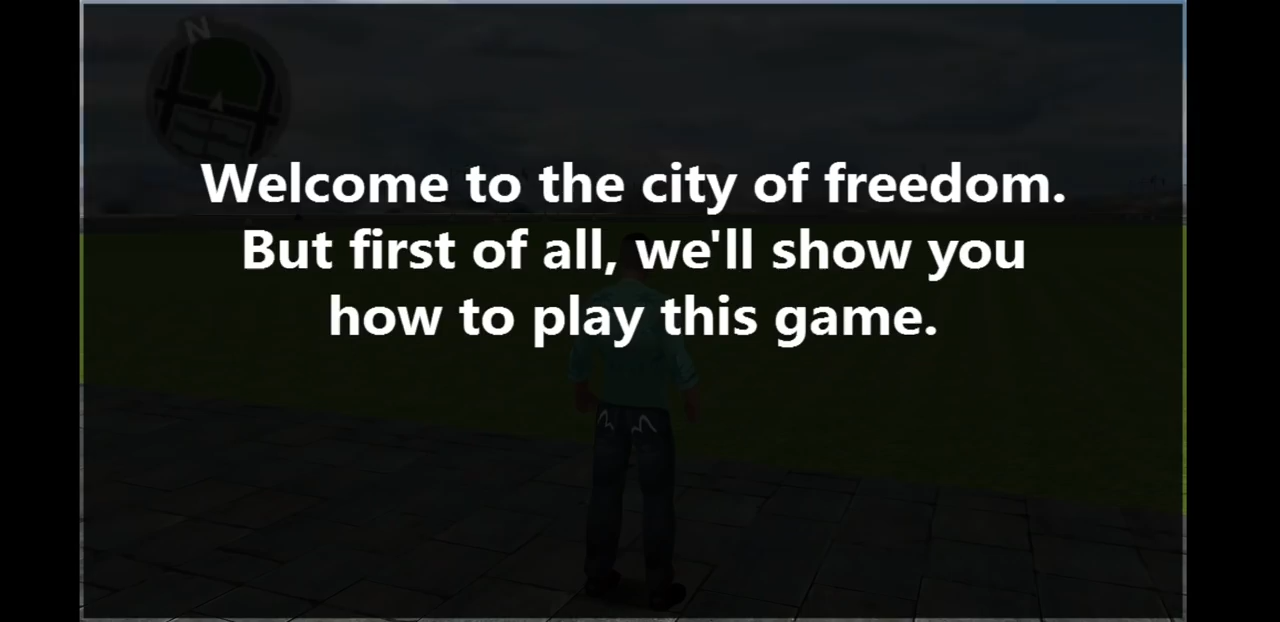 N
Welcome to the city of freedom.
But first of all, we'll show you
how to play this game.